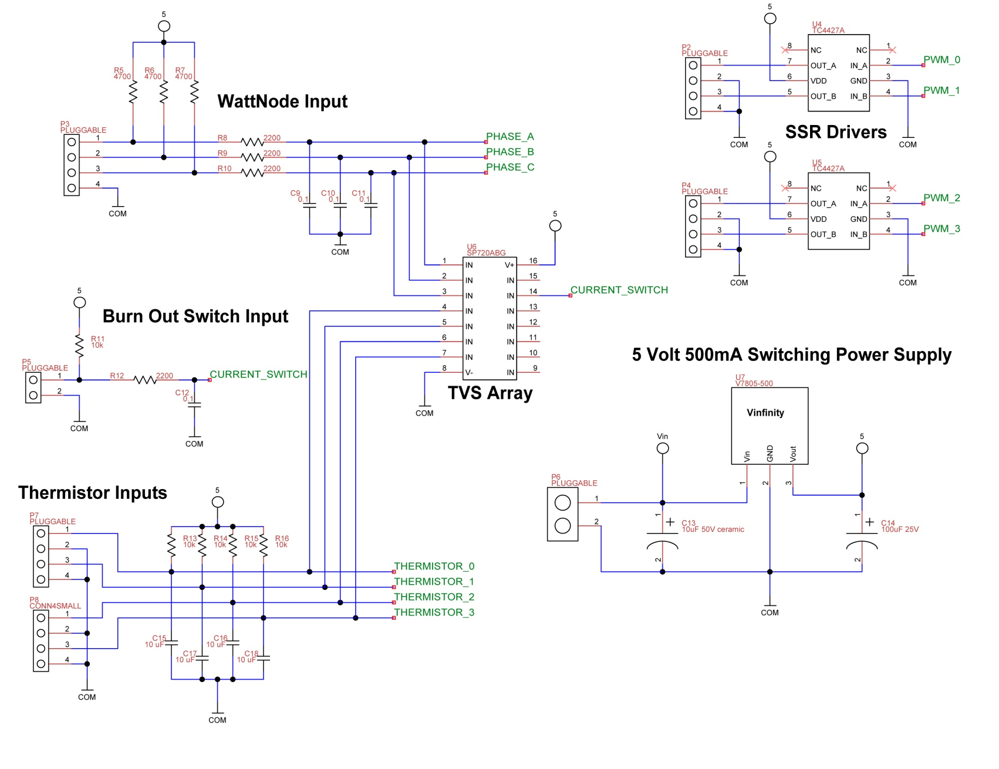 5
R5
4700
R6
4700
R7
4700
WattNode Input
P3
PLUGGABLE
1
2
3
4
COM
R8 2200
R9 2200
R10 2200
PHASE_A
PHASE_B
PHASE_C
C9
0.1
C10
0.1
C11
0.1
COM
5
U6
SP720ABG
1 IN V+ 16
2 IN IN 15
3 IN IN 14
4 IN IN 13
5 IN IN 12
6 IN IN 11
7 IN IN 10
8 V- IN 9
CURRENT_SWITCH
TVS Array
COM
5
U4
TC4427A
P2
PLUGGABLE
1
2
3
4
8 NC NC 1
7 OUT_A IN_A 2
6 VDD GND 3
5 OUT_B IN_B 4
PWM_0
PWM_1
COM
COM
SSR Drivers
5
U5
TC4427A
P4
PLUGGABLE
1
2
3
4
8 NC NC 1
7 OUT_A IN_A 2
6 VDD GND 3
5 OUT_B IN_B 4
PWM_2
PWM_3
COM
COM
5
Burn Out Switch Input
R11
10k
P5
PLUGGABLE
1
2
R12 2200
CURRENT_SWITCH
C12
0.1
COM
COM
5 Volt 500mA Switching Power Supply
U7
V7805-500
Vinfinity
Vin
GND
Vout
1
2
3
Vin
5
P6
PLUGGABLE
1
2
1
+
C13
10uF 50V ceramic
2
1
+
C14
100uF 25V
2
COM
Thermistor Inputs
5
P7
PLUGGABLE
1
2
3
4
R13
10k
R14
10k
R15
10k
R16
10k
THERMISTOR_0
THERMISTOR_1
THERMISTOR_2
THERMISTOR_3
P8
CONN4SMALL
1
2
3
4
C15
10 uF
C17
10 uF
C16
10 uF
C18
10 uF
COM
COM